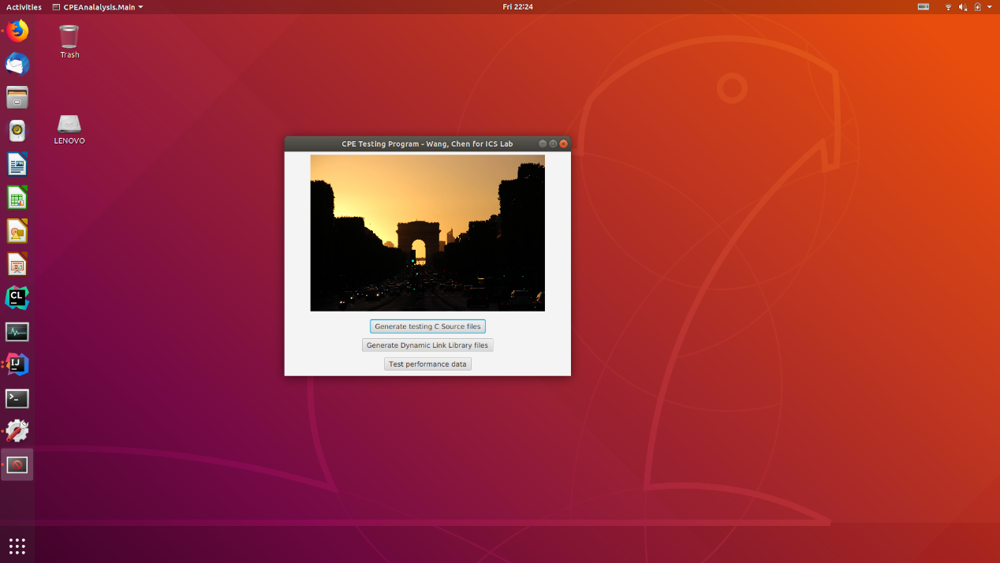 Activities CPEAnalalysis.Main Fri 22:24
Trash
LENOVO
CPE Testing Program - Wang, Chen for ICS Lab
Generate testing C Source files
Generate Dynamic Link Library files
Test performance data
CL
IJ